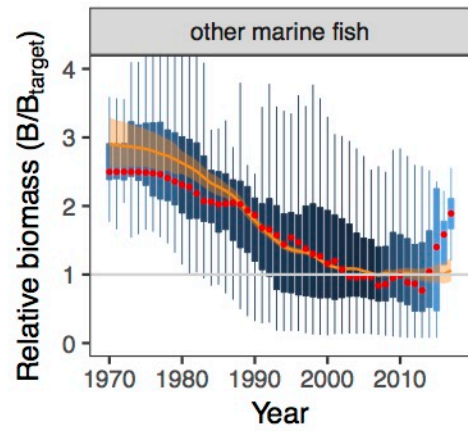 other marine fish
Relative biomass (B/Btarget)
4
3
2
1
0
1970 1980 1990 2000 2010
Year